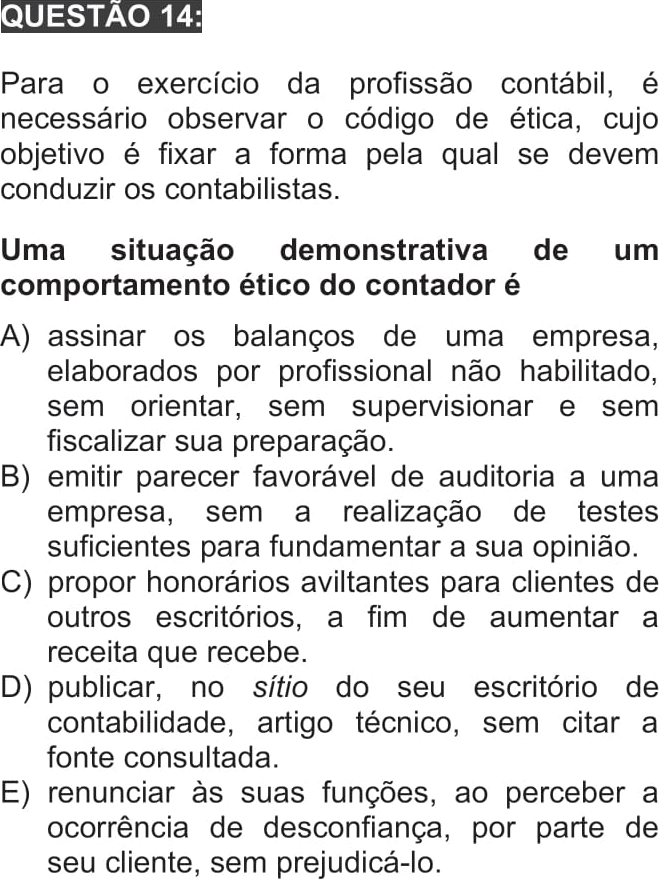 QUESTÃO 14:
Para o exercício da profissão contábil, é
necessário observar o código de ética, cujo
objetivo é fixar a forma pela qual se devem
conduzir os contabilistas.
Uma situação demonstrativa de um
comportamento ético do contador é
A) assinar os balanços de uma empresa,
elaborados por profissional não habilitado,
sem orientar, sem supervisionar e sem
fiscalizar sua preparação.
B) emitir parecer favorável de auditoria a uma
empresa, sem a realização de testes
suficientes para fundamentar a sua opinião.
C) propor honorários aviltantes para clientes de
outros escritórios, a fim de aumentar a
receita que recebe.
D) publicar, no sítio do seu escritório de
contabilidade, artigo técnico, sem citar a
fonte consultada.
E) renunciar às suas funções, ao perceber a
ocorrência de desconfiança, por parte de
seu cliente, sem prejudicá-lo.